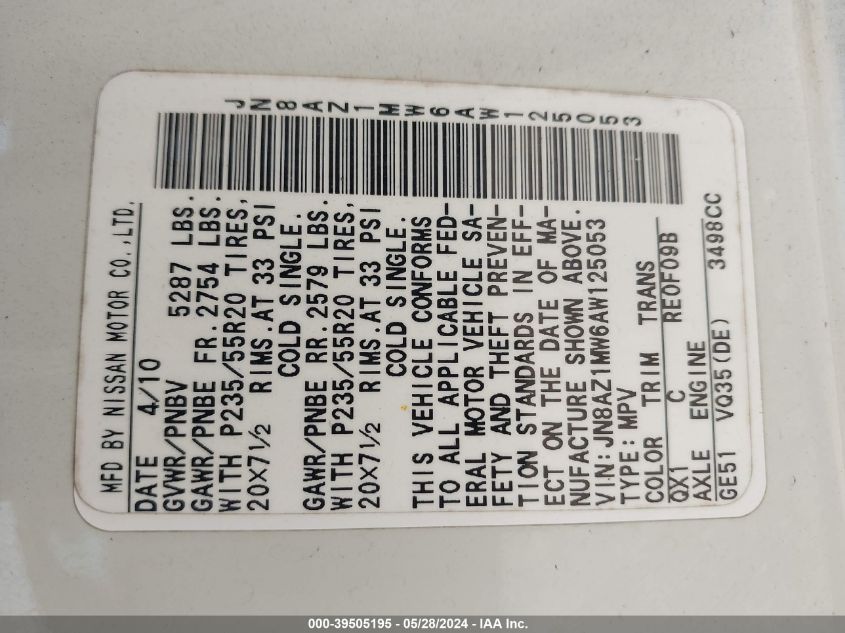 JN8AZ1MW6AW125053
MFD BY NISSAN MOTOR CO.,LTD.
DATE 4/10
GVWR/PNBV 5287 LBS.
GAWR/PNBE FR. 2754 LBS.
WITH P235/55R20 TIRES,
20X7½ RIMS.AT 33 PSI
COLD SINGLE.
GAWR/PNBE RR. 2579 LBS.
WITH P235/55R20 TIRES,
20X7½ RIMS.AT 33 PSI
COLD SINGLE.
THIS VEHICLE CONFORMS
TO ALL APPLICABLE FED-
ERAL MOTOR VEHICLE SA-
FETY AND THEFT PREVEN-
TION STANDARDS IN EFF-
ECT ON THE DATE OF MA-
NUFACTURE SHOWN ABOVE.
VIN:JN8AZ1MW6AW125053
TYPE:MPV
COLOR TRIM TRANS
QX1 C RE0F09B
AXLE ENGINE
GE51 VQ35(DE) 3498CC
000-39505195 - 05/28/2024 - IAA Inc.